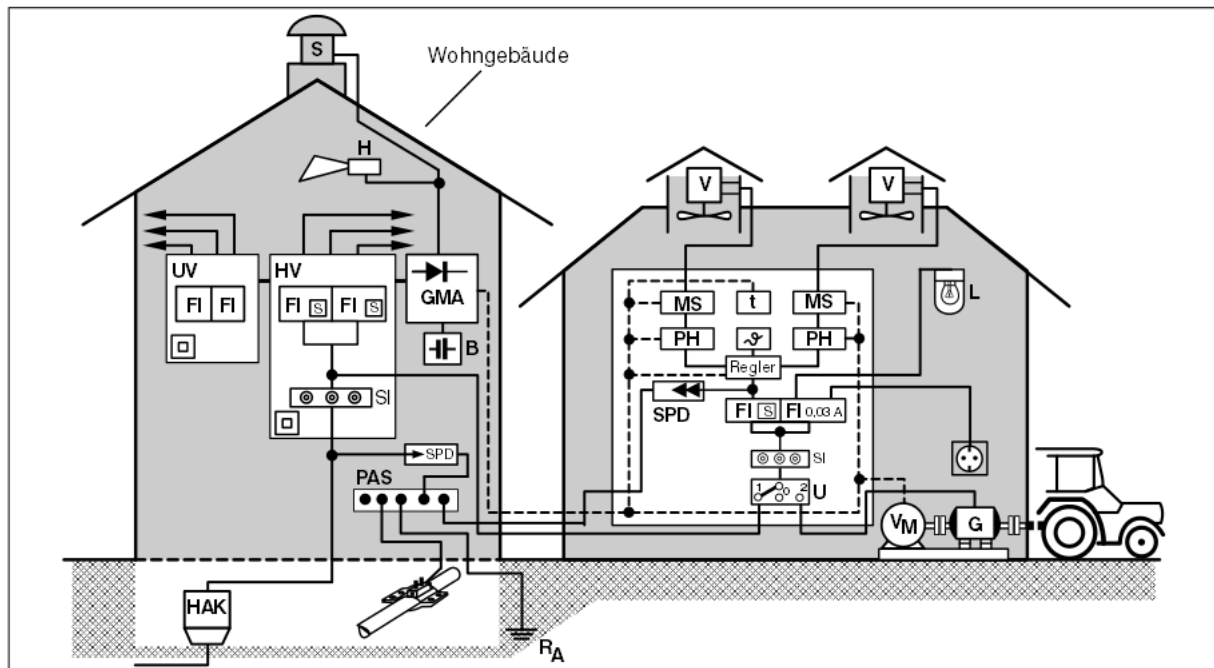 S
Wohngebäude
H
V
V
UV
HV
FI FI
FI S FI S
GMA
B
SI
SPD
PAS
HAK
RA
MS
t
MS
L
PH
ϑ
PH
Regler
SPD
FI S FI 0,03 A
SI
1 0 2
U
VM
G